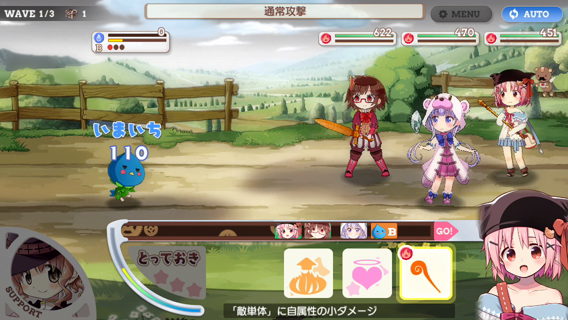 WAVE 1/3 1
通常攻撃
MENU
AUTO
B
0
622
470
451
いまいち
110
B
GO!
とっておき
SUPPORT
「敵単体」に自属性の小ダメージ